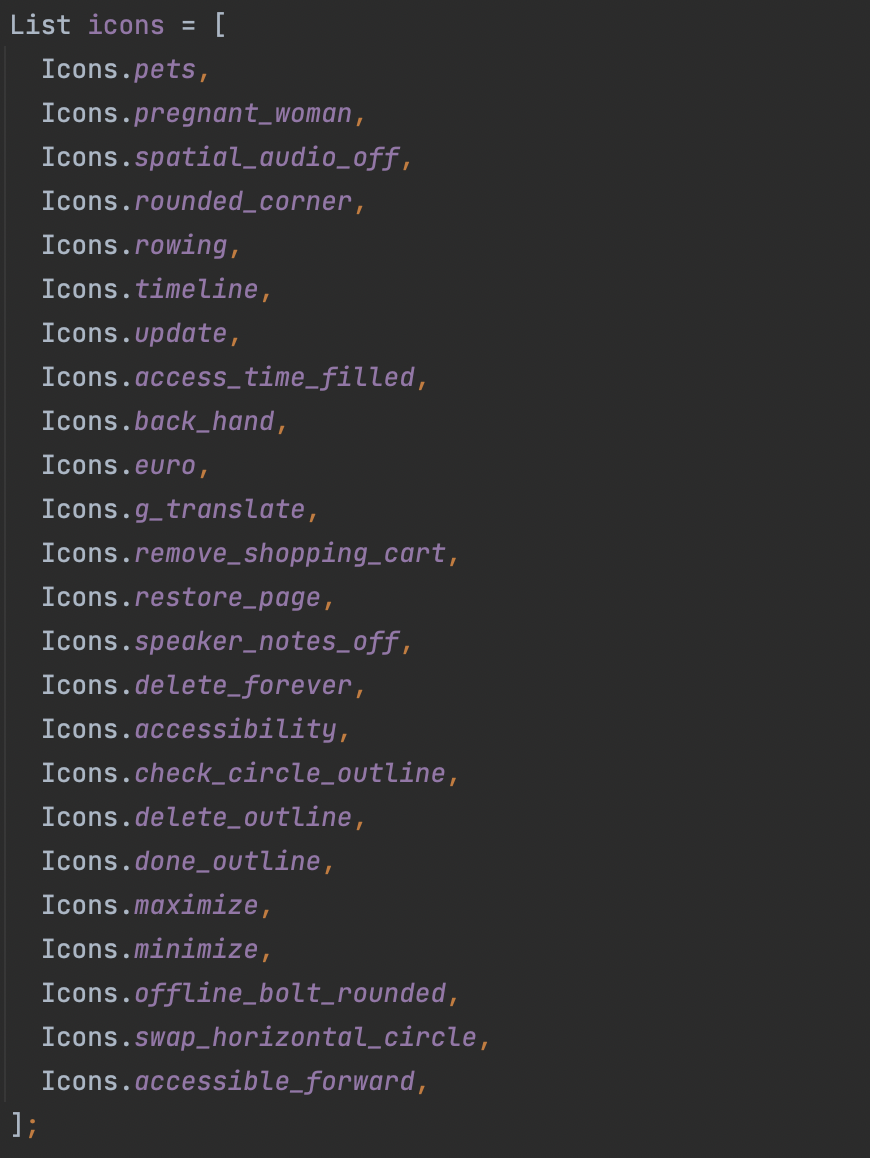 List icons = [
Icons.pets,
Icons.pregnant_woman,
Icons.spatial_audio_off,
Icons.rounded_corner,
Icons.rowing,
Icons.timeline,
Icons.update,
Icons.access_time_filled,
Icons.back_hand,
Icons.euro,
Icons.g_translate,
Icons.remove_shopping_cart,
Icons.restore_page,
Icons.speaker_notes_off,
Icons.delete_forever,
Icons.accessibility,
Icons.check_circle_outline,
Icons.delete_outline,
Icons.done_outline,
Icons.maximize,
Icons.minimize,
Icons.offline_bolt_rounded,
Icons.swap_horizontal_circle,
Icons.accessible_forward,
];